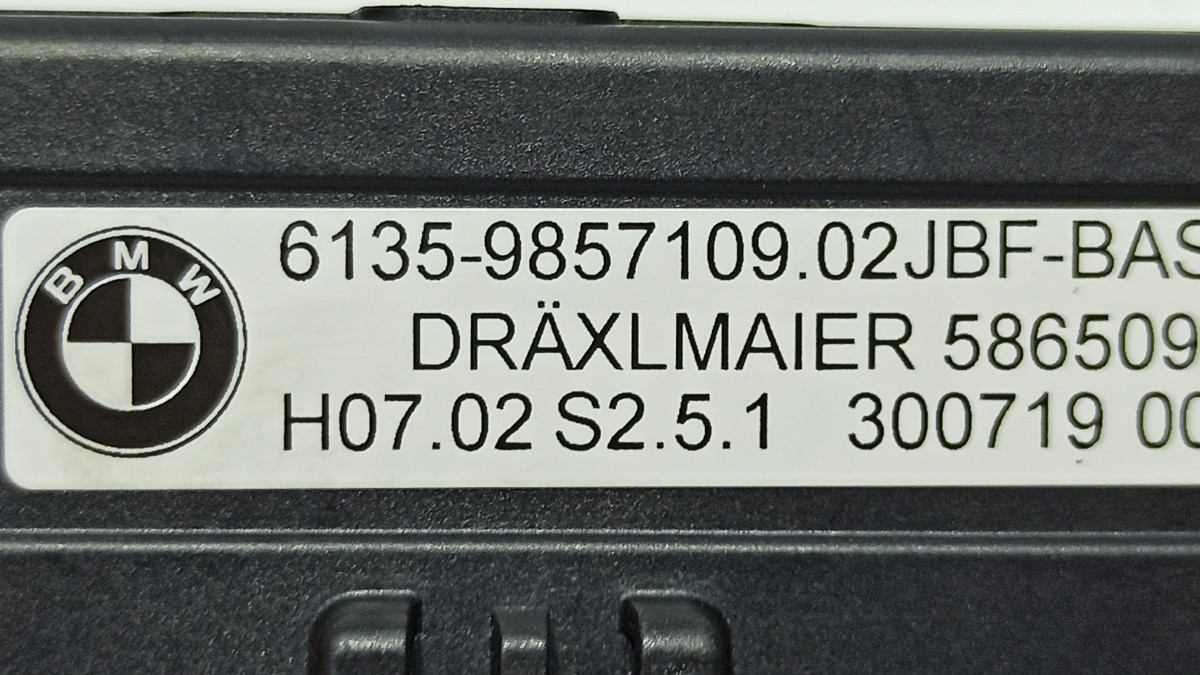 BMW
6135-9857109.02JBF-BAS
DRÄXLMAIER 586509
H07.02 S2.5.1 300719 00